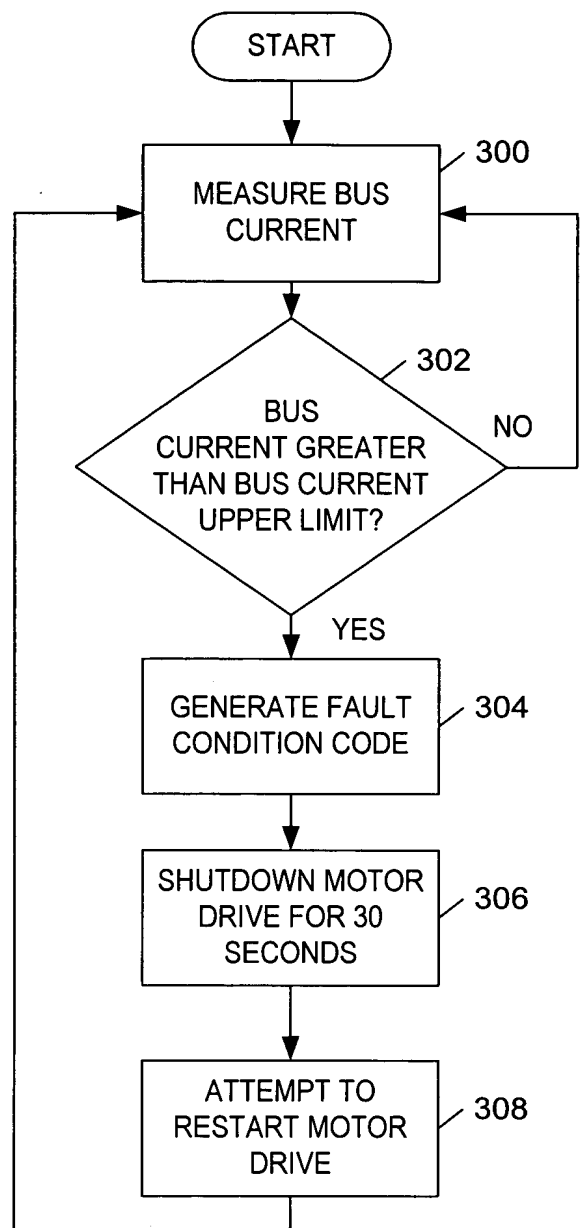 START
300
MEASURE BUS
CURRENT
302
BUS
CURRENT GREATER
THAN BUS CURRENT
UPPER LIMIT?
NO
YES
GENERATE FAULT
CONDITION CODE
304
SHUTDOWN MOTOR
DRIVE FOR 30
SECONDS
306
ATTEMPT TO
RESTART MOTOR
DRIVE
308